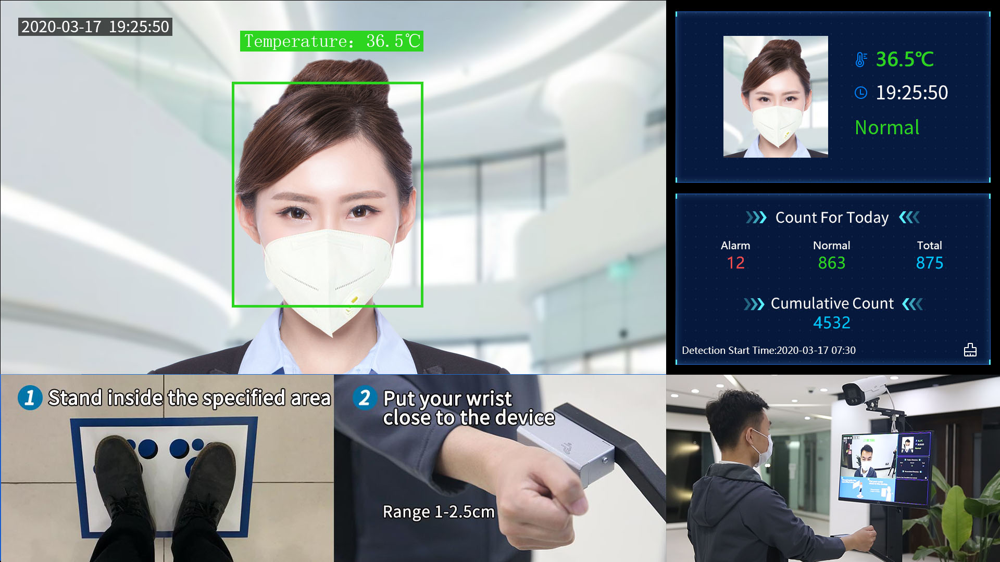 2020-03-17 19:25:50
Temperature: 36.5℃
36.5℃
19:25:50
Normal
Count For Today
Alarm
Normal
Total
12
863
875
Cumulative Count
4532
Detection Start Time:2020-03-17 07:30
1 Stand inside the specified area
2 Put your wrist
close to the device
Range 1-2.5cm